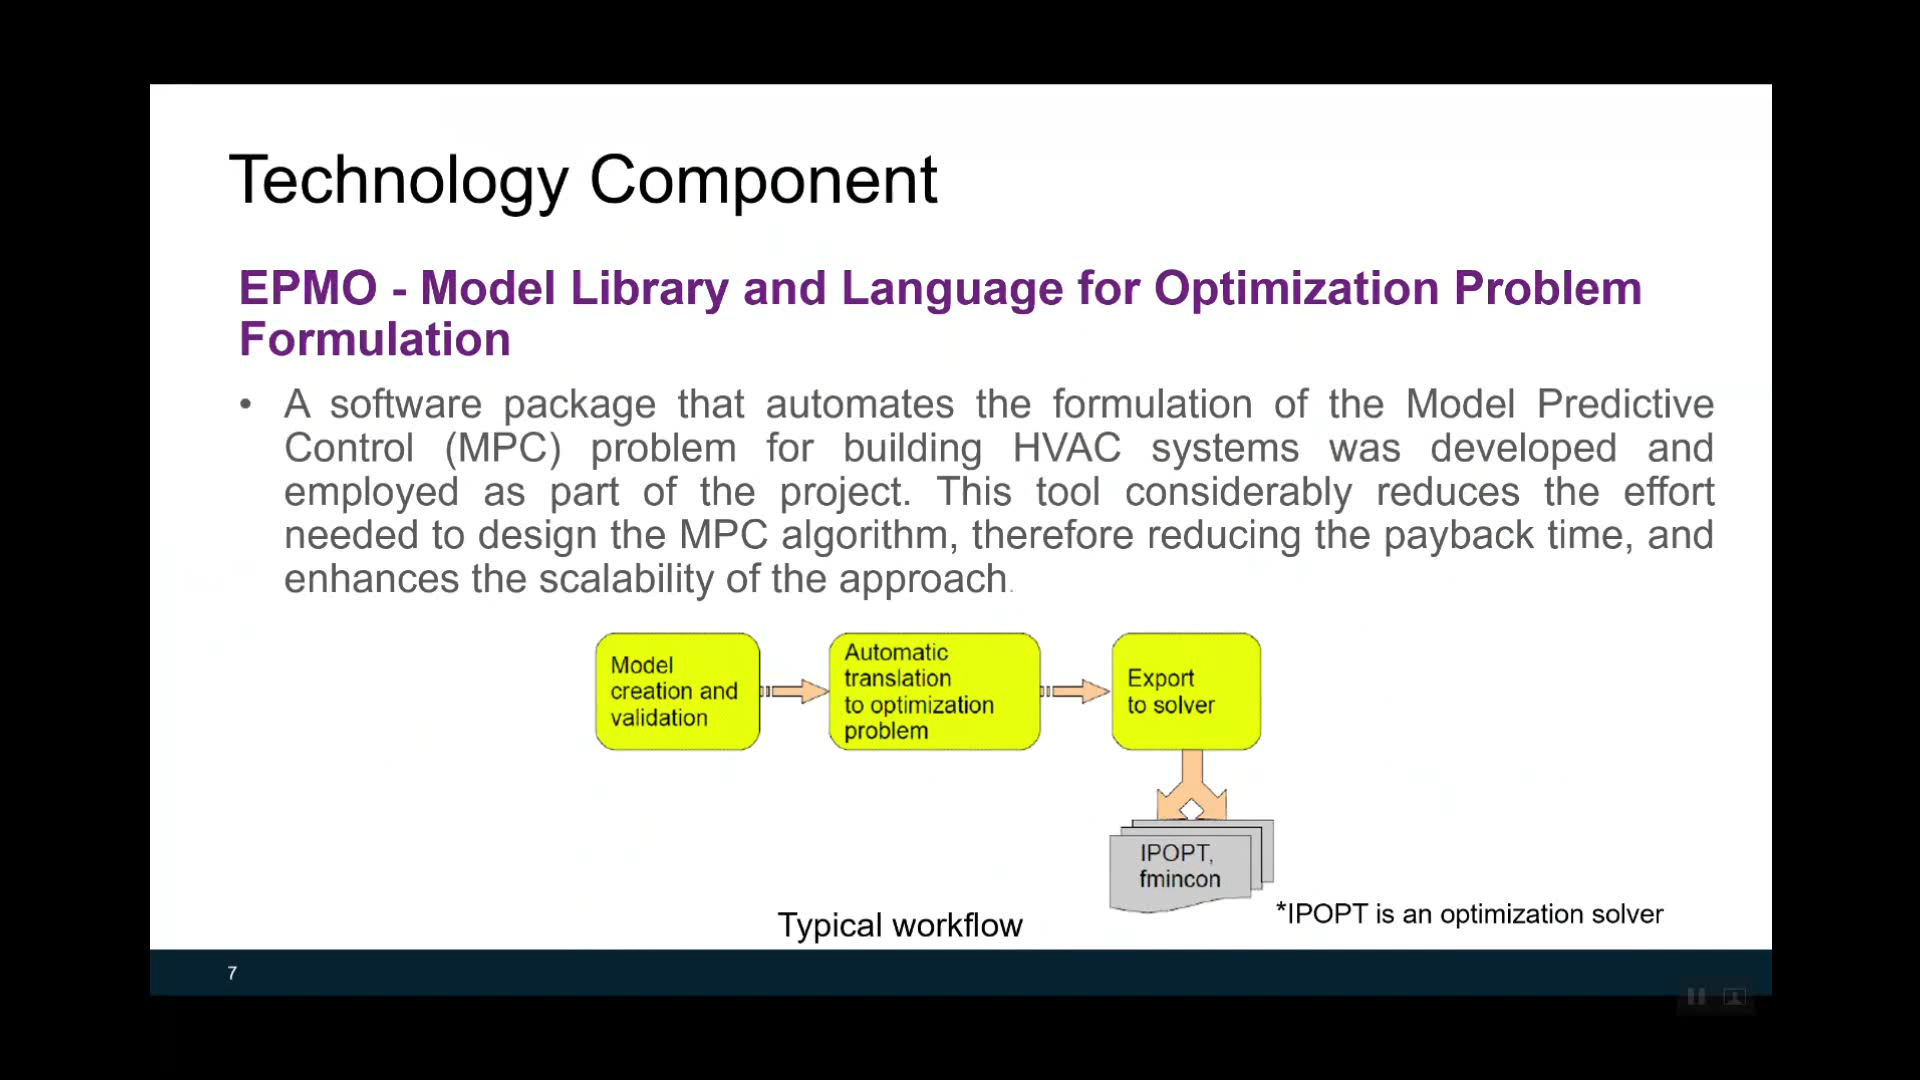 Technology Component
EPMO - Model Library and Language for Optimization Problem
Formulation
• A software package that automates the formulation of the Model Predictive
Control (MPC) problem for building HVAC systems was developed and
employed as part of the project. This tool considerably reduces the effort
needed to design the MPC algorithm, therefore reducing the payback time, and
enhances the scalability of the approach.
Model
creation and
validation
Automatic
translation
to optimization
problem
Export
to solver
IPOPT,
fmincon
*IPOPT is an optimization solver
Typical workflow
7